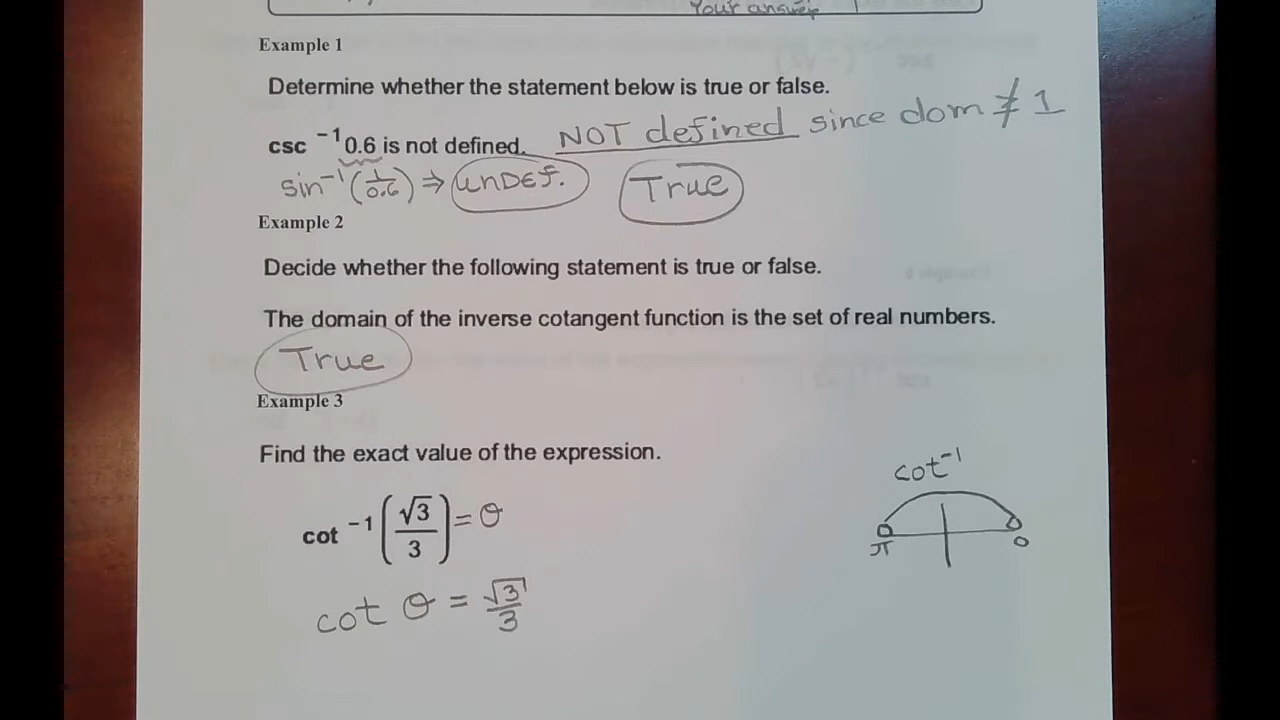 Your answer
Example 1
Determine whether the statement below is true or false.
csc ⁻¹0.6 is not defined. NOT defined since dom ≱ 1
sin⁻¹(1/0.6) ⇒ UNDEF. True
Example 2
Decide whether the following statement is true or false.
The domain of the inverse cotangent function is the set of real numbers.
True
Example 3
Find the exact value of the expression.
cot⁻¹
cot ⁻¹(√3/3) = θ
π 0
cot θ = √3/3